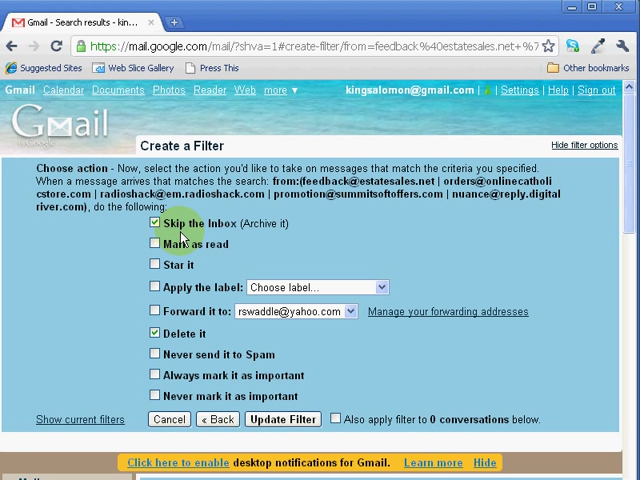 Gmail - Search results - kin...
https://mail.google.com/mail/?shva=1#create-filter/from=feedback%40estatesales.net+%7
Suggested Sites Web Slice Gallery Press This Other bookmarks
Gmail Calendar Documents Photos Reader Web more ▼ kingsalomon@gmail.com | | Settings | Help | Sign out
Gmail
by Google
Create a Filter Hide filter options
Choose action - Now, select the action you'd like to take on messages that match the criteria you specified.
When a message arrives that matches the search: from:(feedback@estatesales.net | orders@onlinecatholi
cstore.com | radioshack@em.radioshack.com | promotion@summitsoftoffers.com | nuance@reply.digital
river.com), do the following:
Skip the Inbox (Archive it)
Mark as read
Star it
Apply the label: Choose label...
Forward it to: rswaddle@yahoo.com Manage your forwarding addresses
Delete it
Never send it to Spam
Always mark it as important
Never mark it as important
Show current filters Cancel « Back Update Filter Also apply filter to 0 conversations below.
Click here to enable desktop notifications for Gmail. Learn more Hide